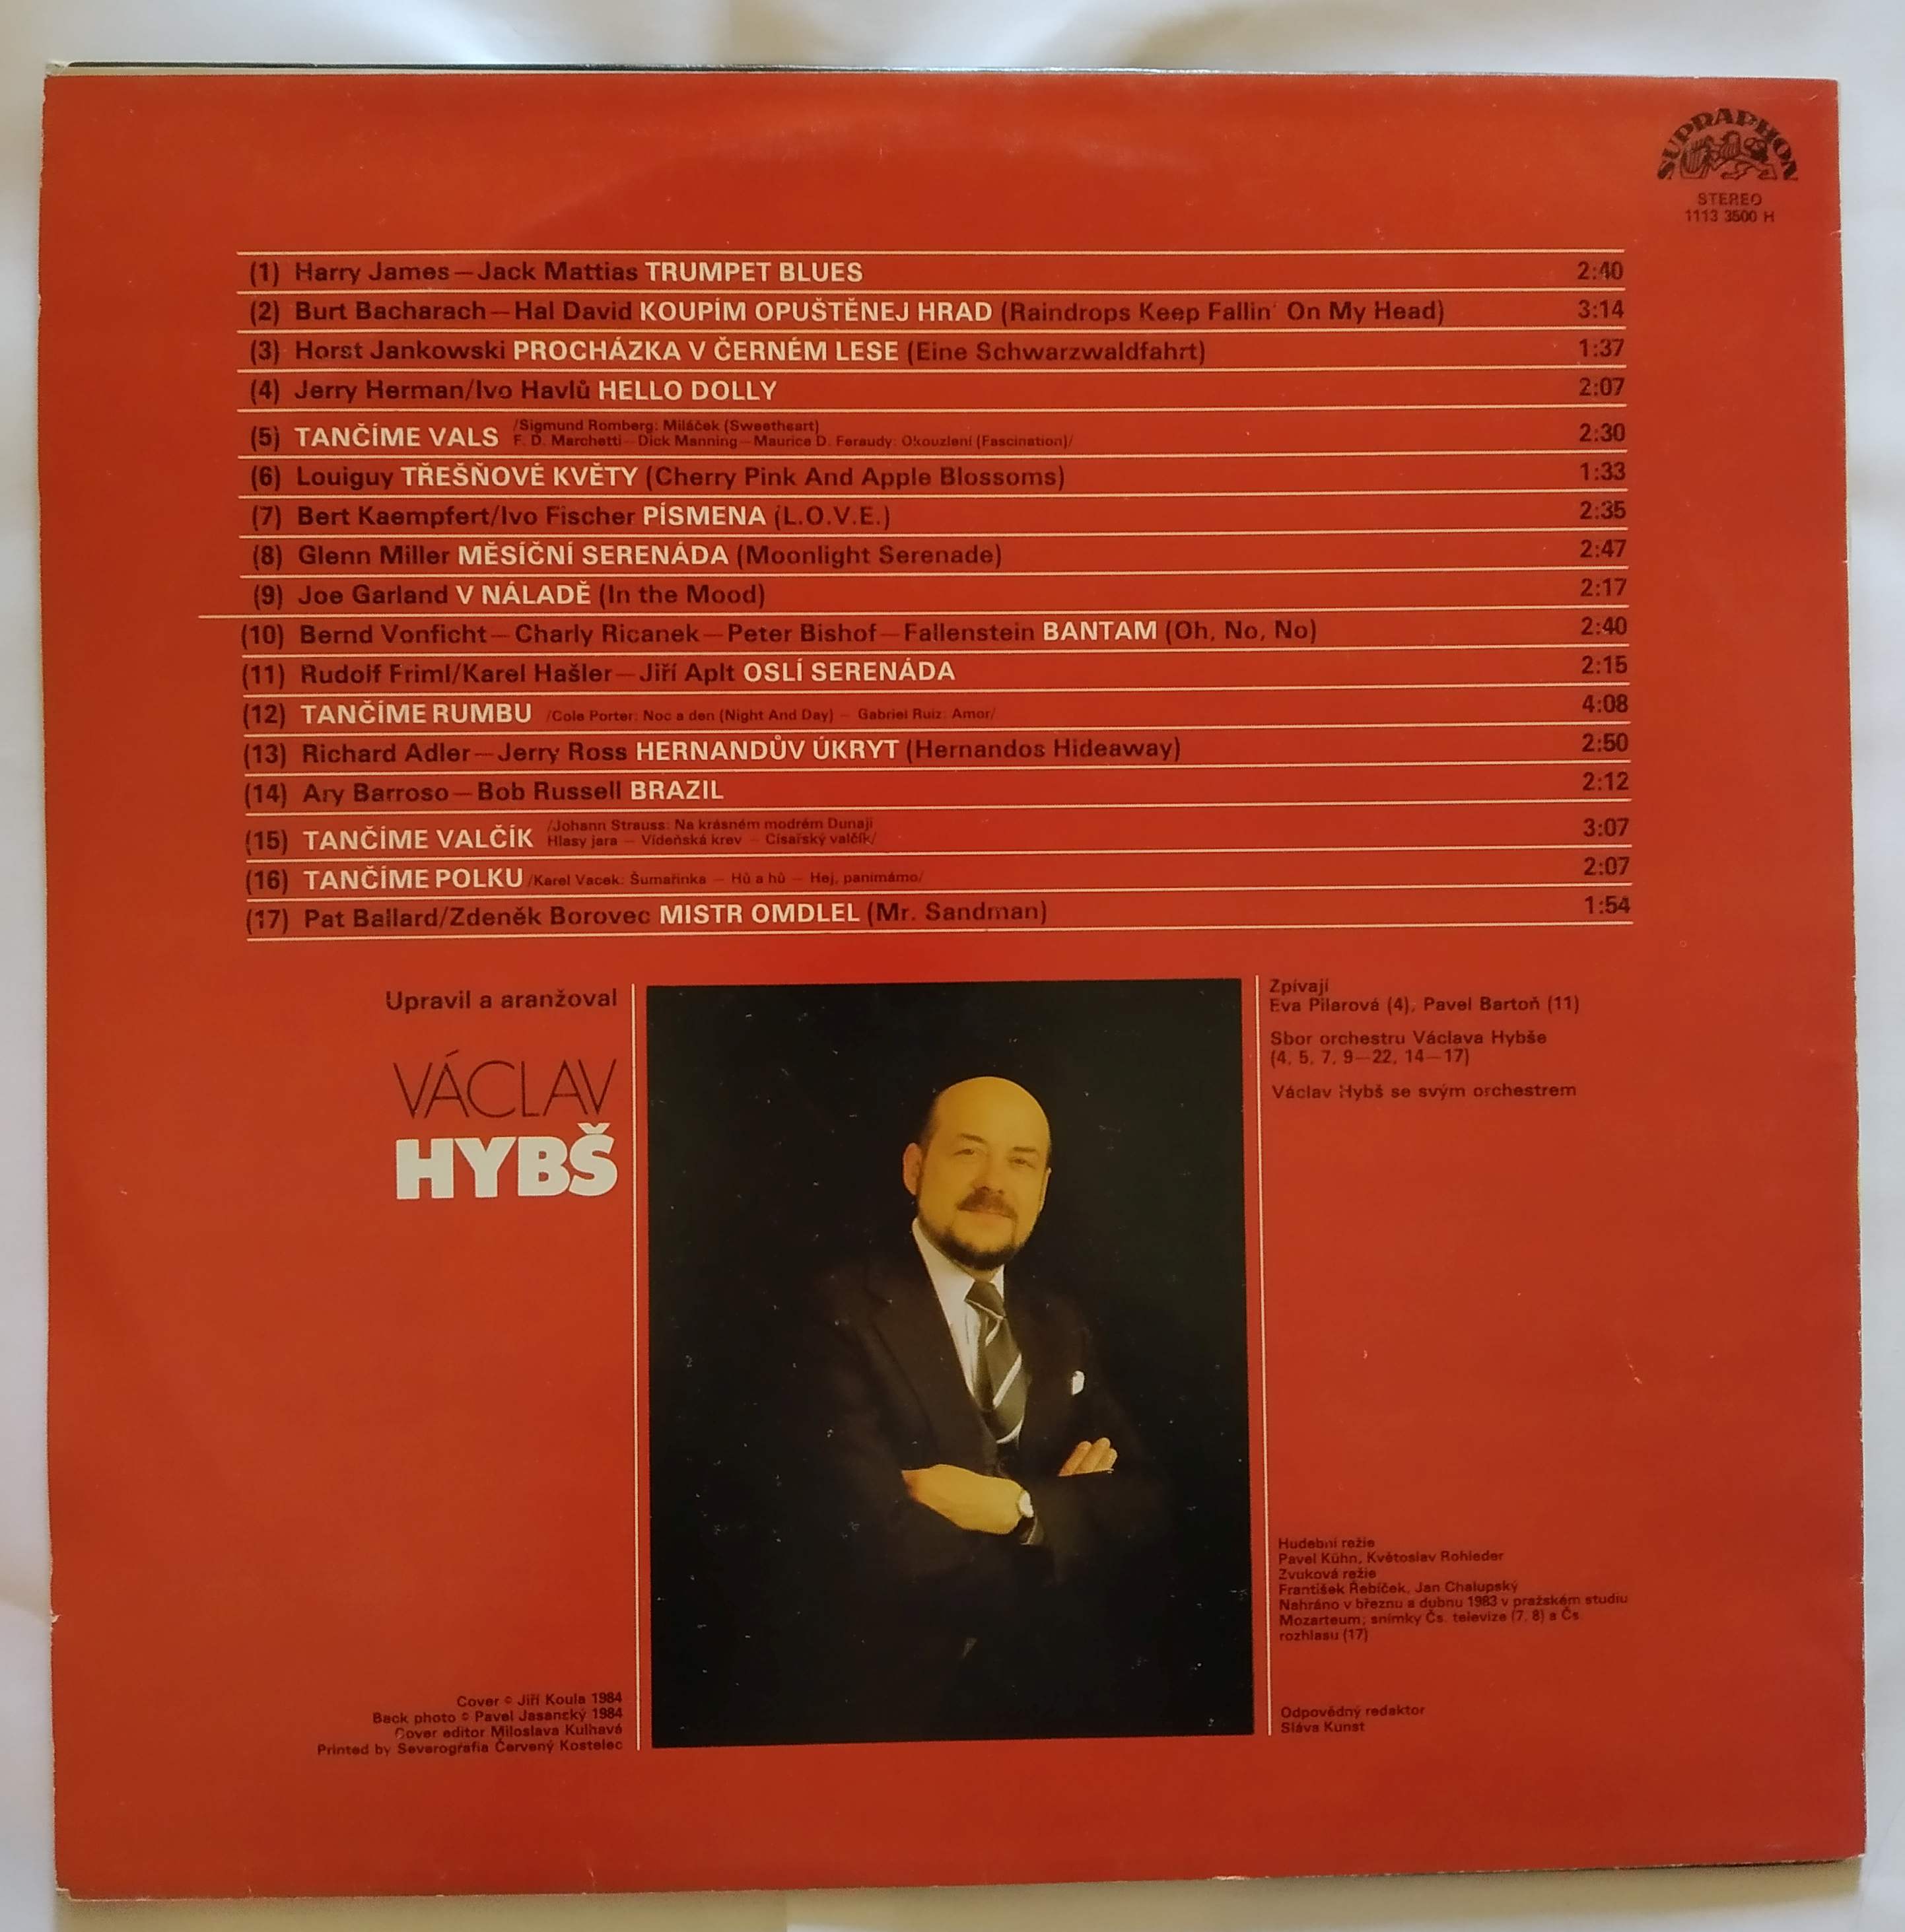 SUPRAPHON
STEREO
1113 3500 H
(1) Harry James—Jack Mattias TRUMPET BLUES 2:40
(2) Burt Bacharach—Hal David KOUPÍM OPUŠTĚNEJ HRAD (Raindrops Keep Fallin' On My Head) 3:14
(3) Horst Jankowski PROCHÁZKA V ČERNÉM LESE (Eine Schwarzwaldfahrt) 1:37
(4) Jerry Herman/Ivo Havlů HELLO DOLLY 2:07
(5) TANČÍME VALS /Sigmund Romberg: Miláček (Sweetheart)
F. D. Marchetti—Dick Manning—Maurice D. Feraudy: Okouzlení (Fascination)/ 2:30
(6) Louiguy TŘEŠŇOVÉ KVĚTY (Cherry Pink And Apple Blossoms) 1:33
(7) Bert Kaempfert/Ivo Fischer PÍSMENA (L.O.V.E.) 2:35
(8) Glenn Miller MĚSÍČNÍ SERENÁDA (Moonlight Serenade) 2:47
(9) Joe Garland V NÁLADĚ (In the Mood) 2:17
(10) Bernd Vonficht—Charly Ricanek—Peter Bishof—Fallenstein BANTAM (Oh, No, No) 2:40
(11) Rudolf Friml/Karel Hašler—Jiří Aplt OSLÍ SERENÁDA 2:15
(12) TANČÍME RUMBU /Cole Porter: Noc a den (Night And Day) — Gabriel Ruiz: Amor/ 4:08
(13) Richard Adler—Jerry Ross HERNANDŮV ÚKRYT (Hernandos Hideaway) 2:50
(14) Ary Barroso—Bob Russell BRAZIL 2:12
(15) TANČÍME VALČÍK /Johann Strauss: Na krásném modrém Dunaji
Hlasy jara — Vídeňská krev — Císařský valčík/ 3:07
(16) TANČÍME POLKU /Karel Vacek: Šumařinka — Hů a hů — Hej, panímámo/ 2:07
(17) Pat Ballard/Zdeněk Borovec MISTR OMDLEL (Mr. Sandman) 1:54
Upravil a aranžoval
VÁCLAV
HYBŠ
Cover © Jiří Koula 1984
Back photo © Pavel Jasanský 1984
Cover editor Miloslava Kulhavá
Printed by Severografia Červený Kostelec
Zpívají
Eva Pilarová (4), Pavel Bartoň (11)
Sbor orchestru Václava Hybše
(4, 5, 7, 9—22, 14—17)
Václav Hybš se svým orchestrem
Hudební režie
Pavel Kühn, Květoslav Rohleder
Zvuková režie
František Řebíček, Jan Chalupský
Nahráno v březnu a dubnu 1983 v pražském studiu
Mozarteum; snímky Čs. televize (7, 8) a Čs.
rozhlasu (17)
Odpovědný redaktor
Sláva Kunst